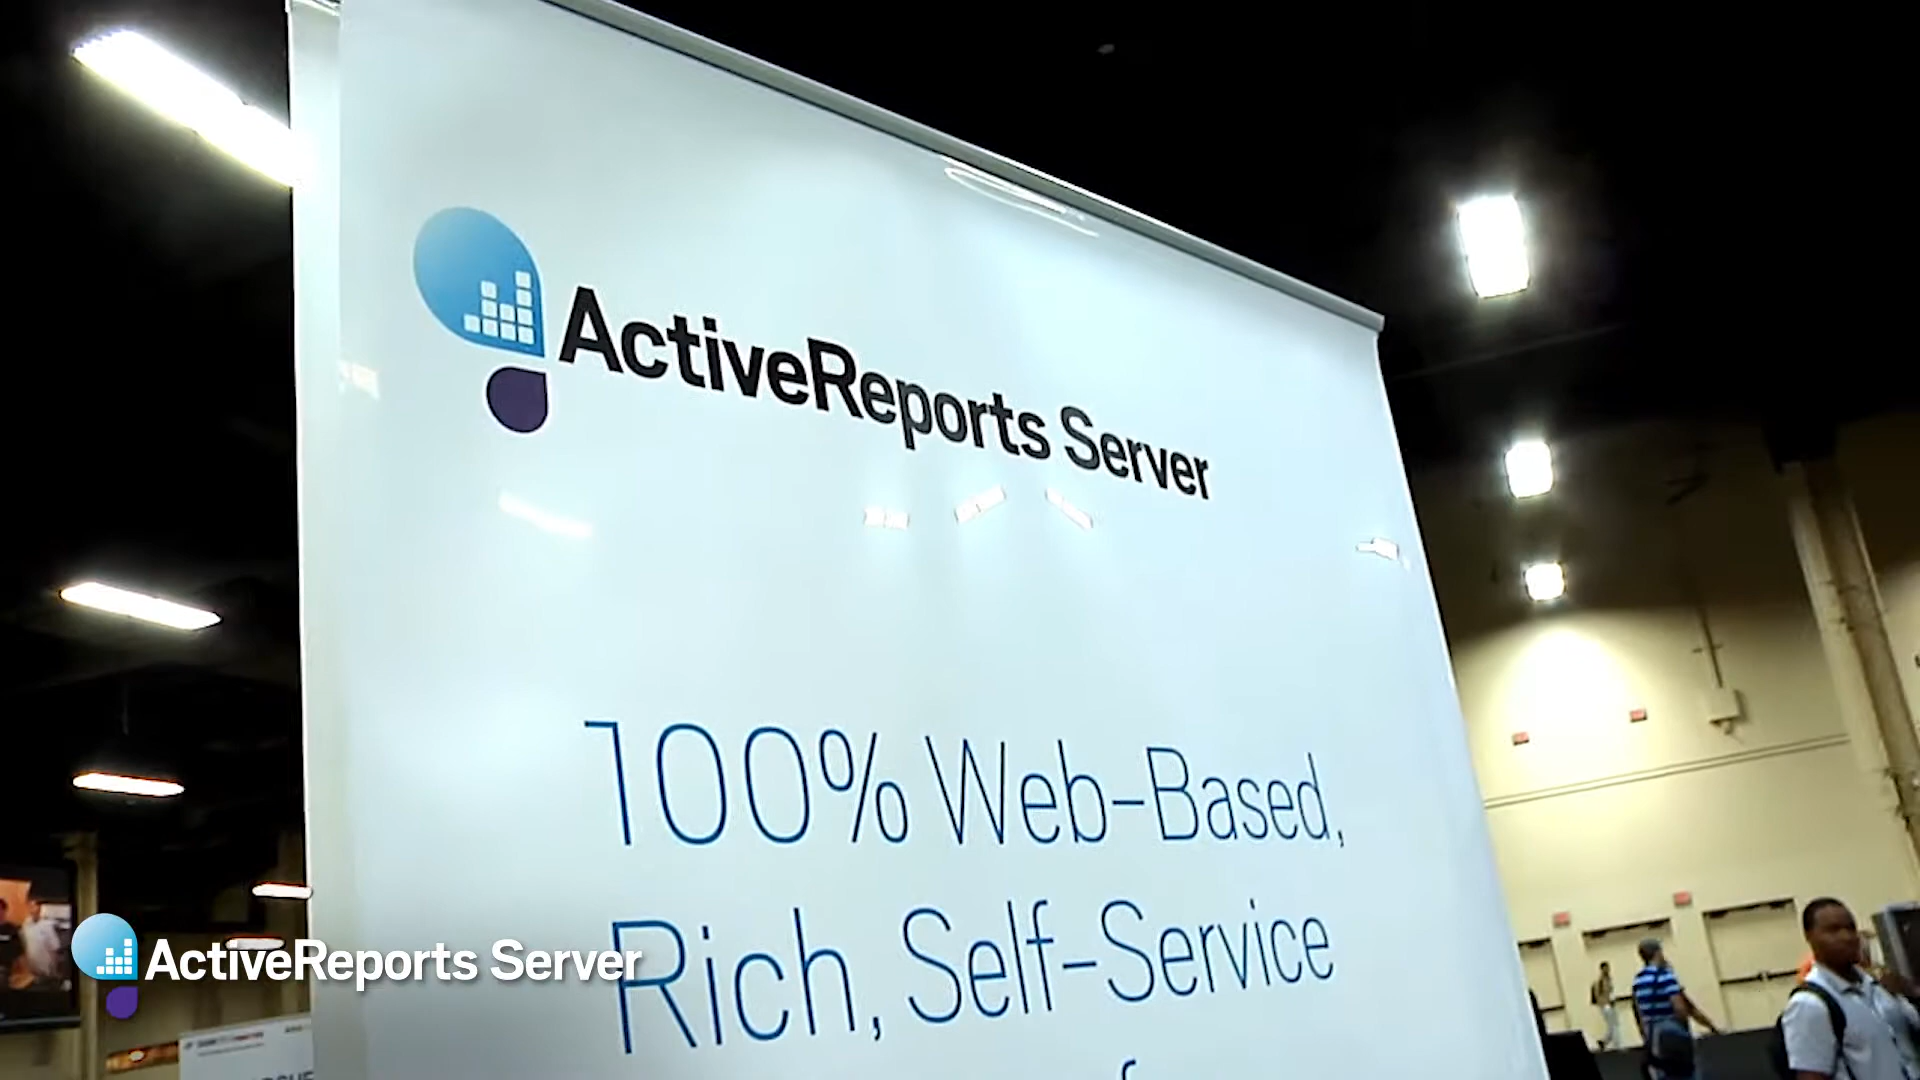 ActiveReports Server
100% Web-Based,
Rich, Self-Service
ActiveReports Server